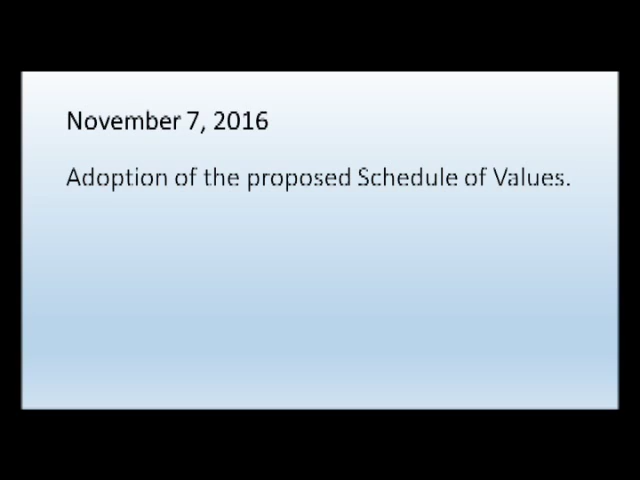 November 7, 2016
Adoption of the proposed Schedule of Values.